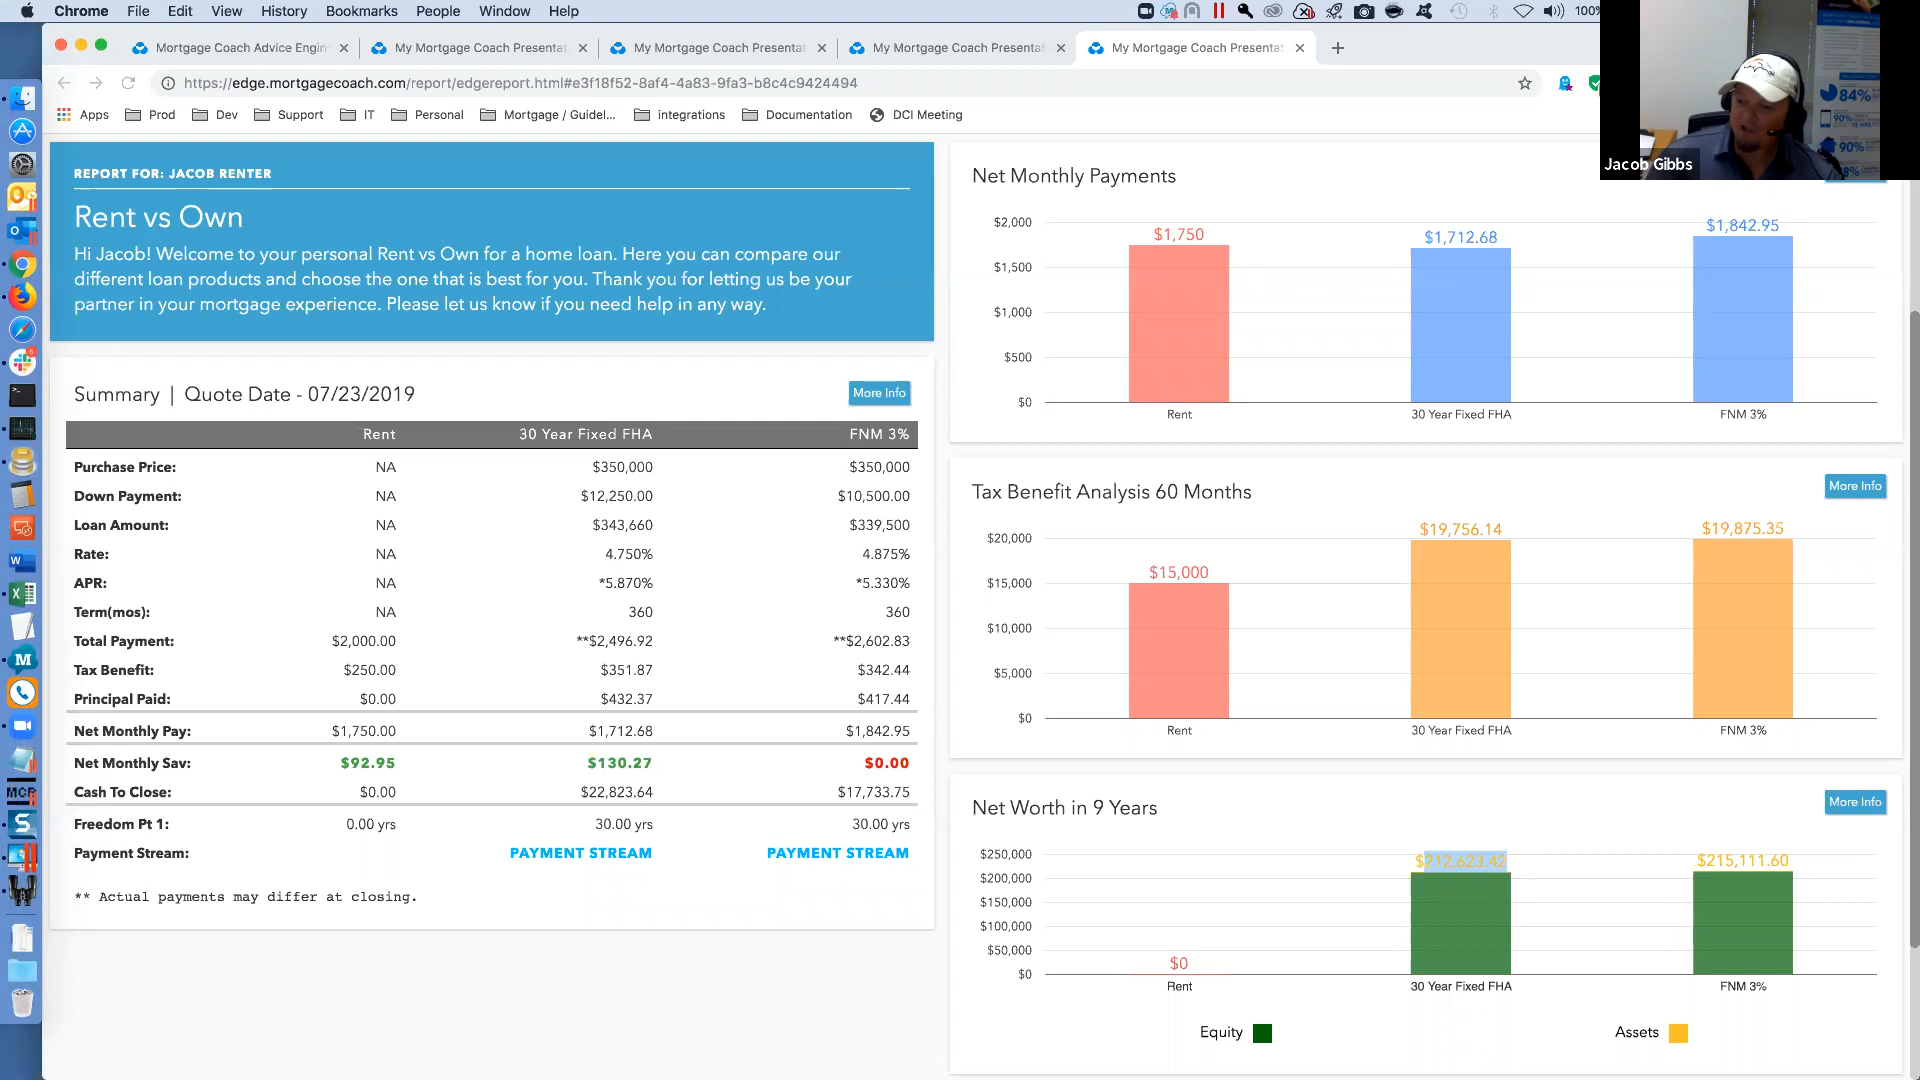 Chrome File Edit View History Bookmarks People Window Help 100%
Mortgage Coach Advice Engin
My Mortgage Coach Presentat
My Mortgage Coach Presentat
My Mortgage Coach Presentat
My Mortgage Coach Presentat
https://edge.mortgagecoach.com/report/edgereport.html#e3f18f52-8af4-4a83-9fa3-b8c4c9424494
Apps Prod Dev Support IT Personal Mortgage / Guidel... integrations Documentation DCI Meeting
84%
90%
90%
Jacob Gibbs
REPORT FOR: JACOB RENTER
Rent vs Own
Hi Jacob! Welcome to your personal Rent vs Own for a home loan. Here you can compare our
different loan products and choose the one that is best for you. Thank you for letting us be your
partner in your mortgage experience. Please let us know if you need help in any way.
Summary | Quote Date - 07/23/2019
More Info
Rent 30 Year Fixed FHA FNM 3%
Purchase Price: NA $350,000 $350,000
Down Payment: NA $12,250.00 $10,500.00
Loan Amount: NA $343,660 $339,500
Rate: NA 4.750% 4.875%
APR: NA *5.870% *5.330%
Term(mos): NA 360 360
Total Payment: $2,000.00 **$2,496.92 **$2,602.83
Tax Benefit: $250.00 $351.87 $342.44
Principal Paid: $0.00 $432.37 $417.44
Net Monthly Pay: $1,750.00 $1,712.68 $1,842.95
Net Monthly Sav: $92.95 $130.27 $0.00
Cash To Close: $0.00 $22,823.64 $17,733.75
Freedom Pt 1: 0.00 yrs 30.00 yrs 30.00 yrs
Payment Stream: PAYMENT STREAM PAYMENT STREAM
** Actual payments may differ at closing.
Net Monthly Payments
$2,000
$1,500
$1,000
$500
$0
$1,750 $1,712.68 $1,842.95
Rent 30 Year Fixed FHA FNM 3%
Tax Benefit Analysis 60 Months
More Info
$20,000
$15,000
$10,000
$5,000
$0
$15,000 $19,756.14 $19,875.35
Rent 30 Year Fixed FHA FNM 3%
Net Worth in 9 Years
More Info
$250,000
$200,000
$150,000
$100,000
$50,000
$0
$0 $212,623.42 $215,111.60
Rent 30 Year Fixed FHA FNM 3%
Equity Assets